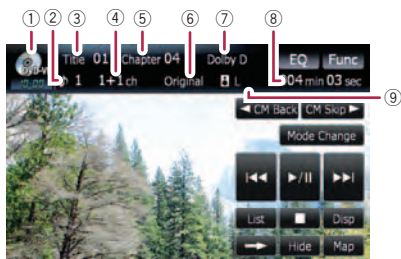 ① ② ③ ④ ⑤ ⑥ ⑦ ⑧
Title 01 Chapter 04 Dolby D EQ Func
1 1+1 ch Original L 004 min 03 sec
⑨
◄ CM Back CM Skip ►
Mode Change
List ■ Disp
Hide Map